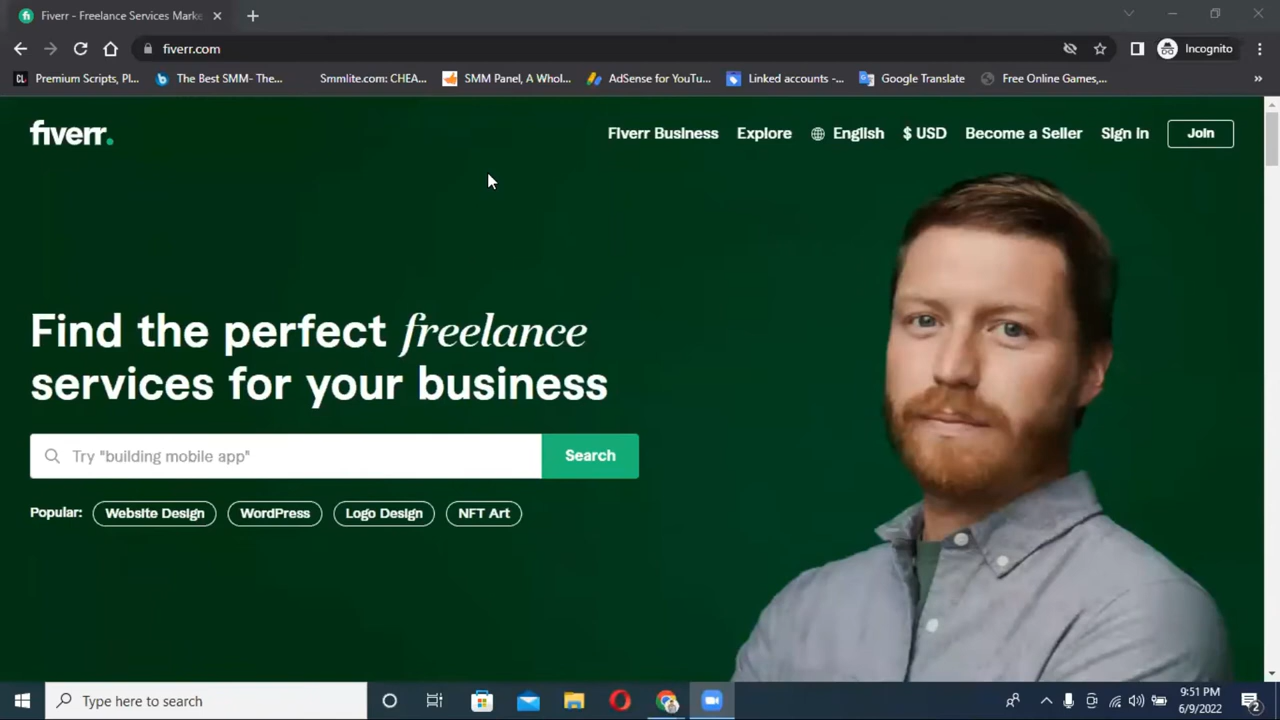 Fiverr - Freelance Services Marke
fiverr.com
Incognito
Premium Scripts, Pl...
The Best SMM- The...
Smmlite.com: CHEA...
SMM Panel, A Whol...
AdSense for YouTu...
Linked accounts -...
Google Translate
Free Online Games,...
»
fiverr.
Fiverr Business
Explore
English
$ USD
Become a Seller
Sign in
Join
Find the perfect freelance
services for your business
Try "building mobile app"
Search
Popular:
Website Design
WordPress
Logo Design
NFT Art
Type here to search
9:51 PM
6/9/2022
2